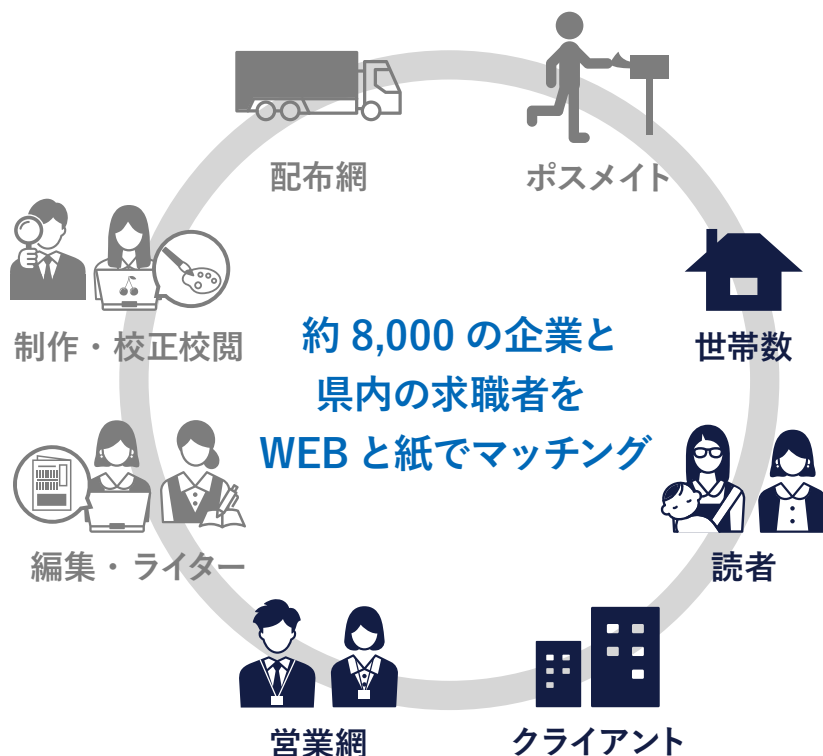 配布網
ポスメイト
制作・校正校閲
世帯数
約 8,000 の企業と
県内の求職者を
WEB と紙でマッチング
編集・ライター
読者
営業網
クライアント